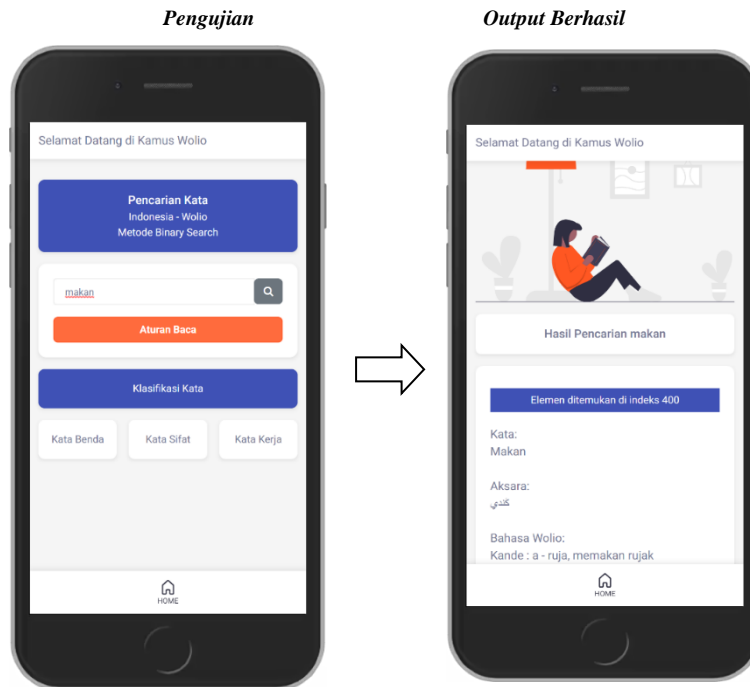 Pengujian
Output Berhasil
Selamat Datang di Kamus Wolio
Pencarian Kata
Indonesia - Wolio
Metode Binary Search
makan
Aturan Baca
Klasifikasi Kata
Kata Benda
Kata Sifat
Kata Kerja
HOME
Selamat Datang di Kamus Wolio
Hasil Pencarian makan
Elemen ditemukan di indeks 400
Kata:
Makan
Aksara:
كندي
Bahasa Wolio:
Kande : a - ruja, memakan rujak
HOME